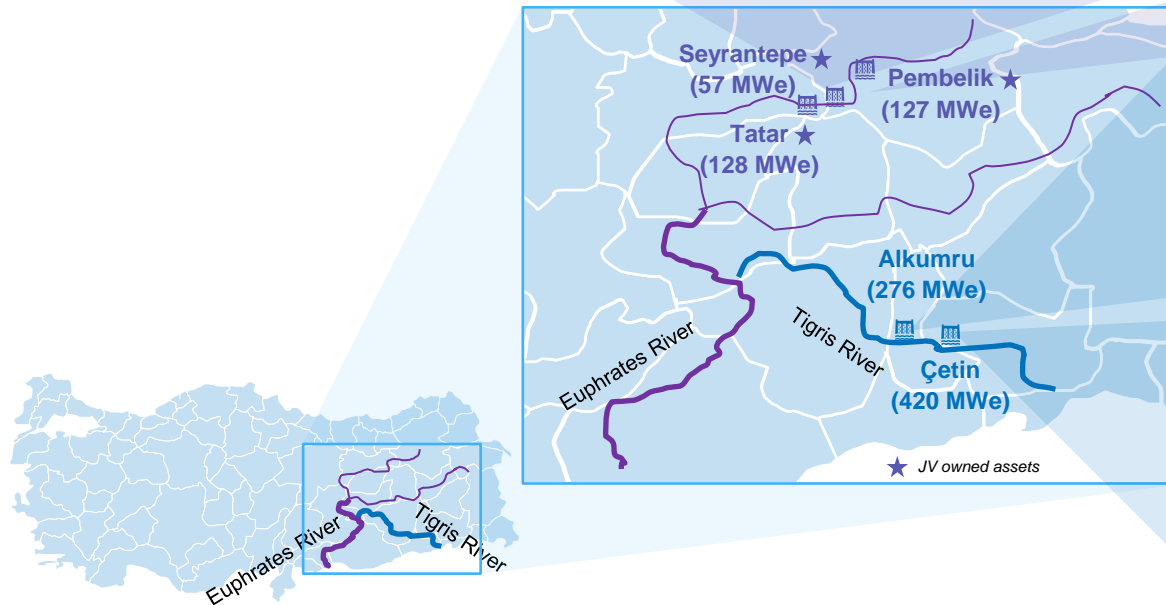 Seyrantepe
(57 MWe)
Pembelik
(127 MWe)
Tatar
(128 MWe)
Alkumru
(276 MWe)
Euphrates River
Tigris River
Çetin
(420 MWe)
JV owned assets
Euphrates River
Tigris River